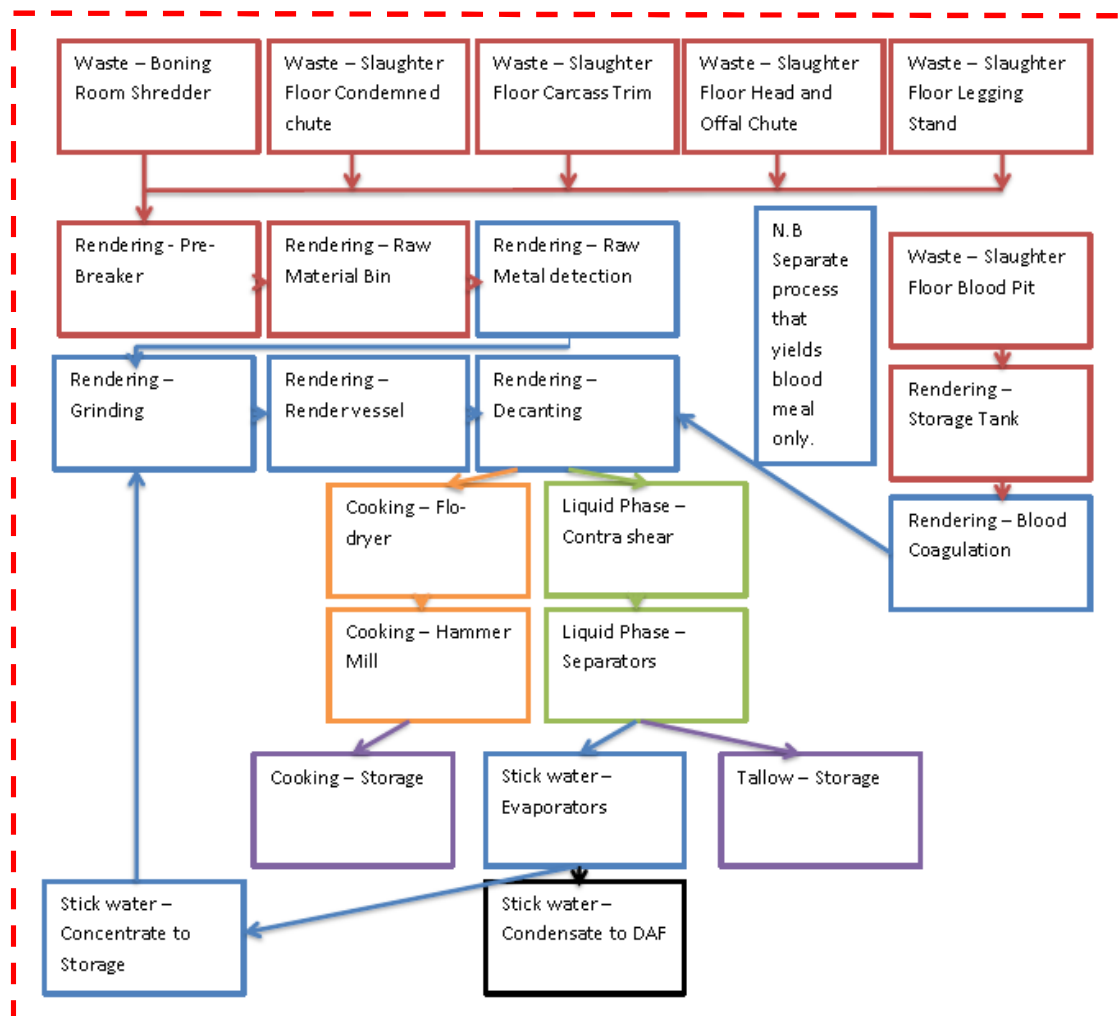 Waste – Boning
Room Shredder
Waste – Slaughter
Floor Condemned
chute
Waste – Slaughter
Floor Carcass Trim
Waste – Slaughter
Floor Head and
Offal Chute
Waste – Slaughter
Floor Legging
Stand
Rendering - Pre-
Breaker
Rendering – Raw
Material Bin
Rendering – Raw
Metal detection
N.B
Separate
process
that
yields
blood
meal
only.
Waste – Slaughter
Floor Blood Pit
Rendering –
Grinding
Rendering –
Render vessel
Rendering –
Decanting
Rendering –
Storage Tank
Cooking – Flo-
dryer
Liquid Phase –
Contra shear
Rendering – Blood
Coagulation
Cooking – Hammer
Mill
Liquid Phase –
Separators
Cooking – Storage
Stick water –
Evaporators
Tallow – Storage
Stick water –
Concentrate to
Storage
Stick water –
Condensate to DAF